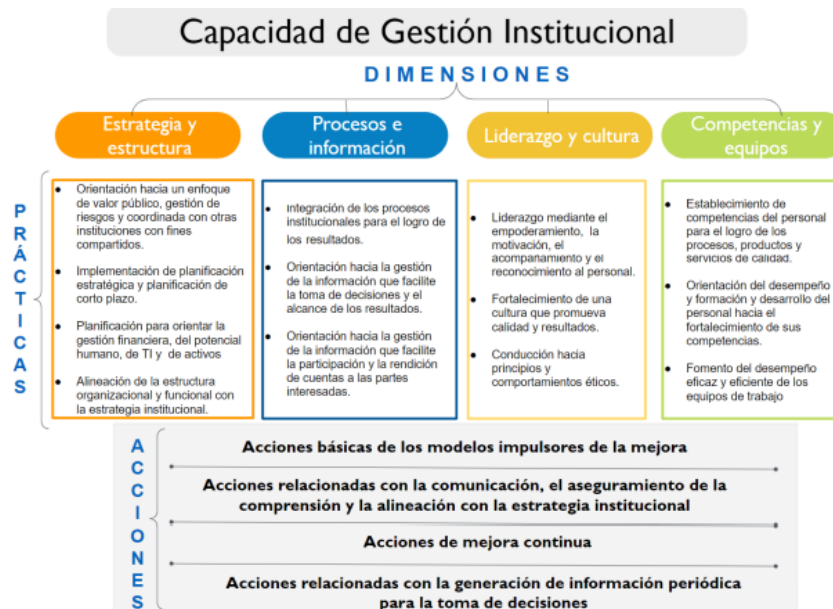 Capacidad de Gestión Institucional
DIMENSIONES
Estrategia y
estructura
Procesos e
información
Liderazgo y cultura
Competencias y
equipos
PRÁCTICAS
● Orientación hacia un enfoque
de valor público, gestión de
riesgos y coordinada con otras
instituciones con fines
compartidos.
● Implementación de planificación
estratégica y planificación de
corto plazo.
● Planificación para orientar la
gestión financiera, del potencial
humano, de TI y de activos
● Alineación de la estructura
organizacional y funcional con
la estrategia institucional.
● Integración de los procesos
institucionales para el logro de
los resultados.
● Orientación hacia la gestión
de la información que facilite
la toma de decisiones y el
alcance de los resultados.
● Orientación hacia la gestión
de la información que facilite
la participación y la rendición
de cuentas a las partes
interesadas.
● Liderazgo mediante el
empoderamiento, la
motivación, el
acompañamiento y el
reconocimiento al personal.
● Fortalecimiento de una
cultura que promueva
calidad y resultados.
● Conducción hacia
principios y
comportamientos éticos.
● Establecimiento de
competencias del personal
para el logro de los
procesos, productos y
servicios de calidad.
● Orientación del desempeño
y formación y desarrollo del
personal hacia el
fortalecimiento de sus
competencias.
● Fomento del desempeño
eficaz y eficiente de los
equipos de trabajo
ACCIONES
Acciones básicas de los modelos impulsores de la mejora
Acciones relacionadas con la comunicación, el aseguramiento de la
comprensión y la alineación con la estrategia institucional
Acciones de mejora continua
Acciones relacionadas con la generación de información periódica
para la toma de decisiones